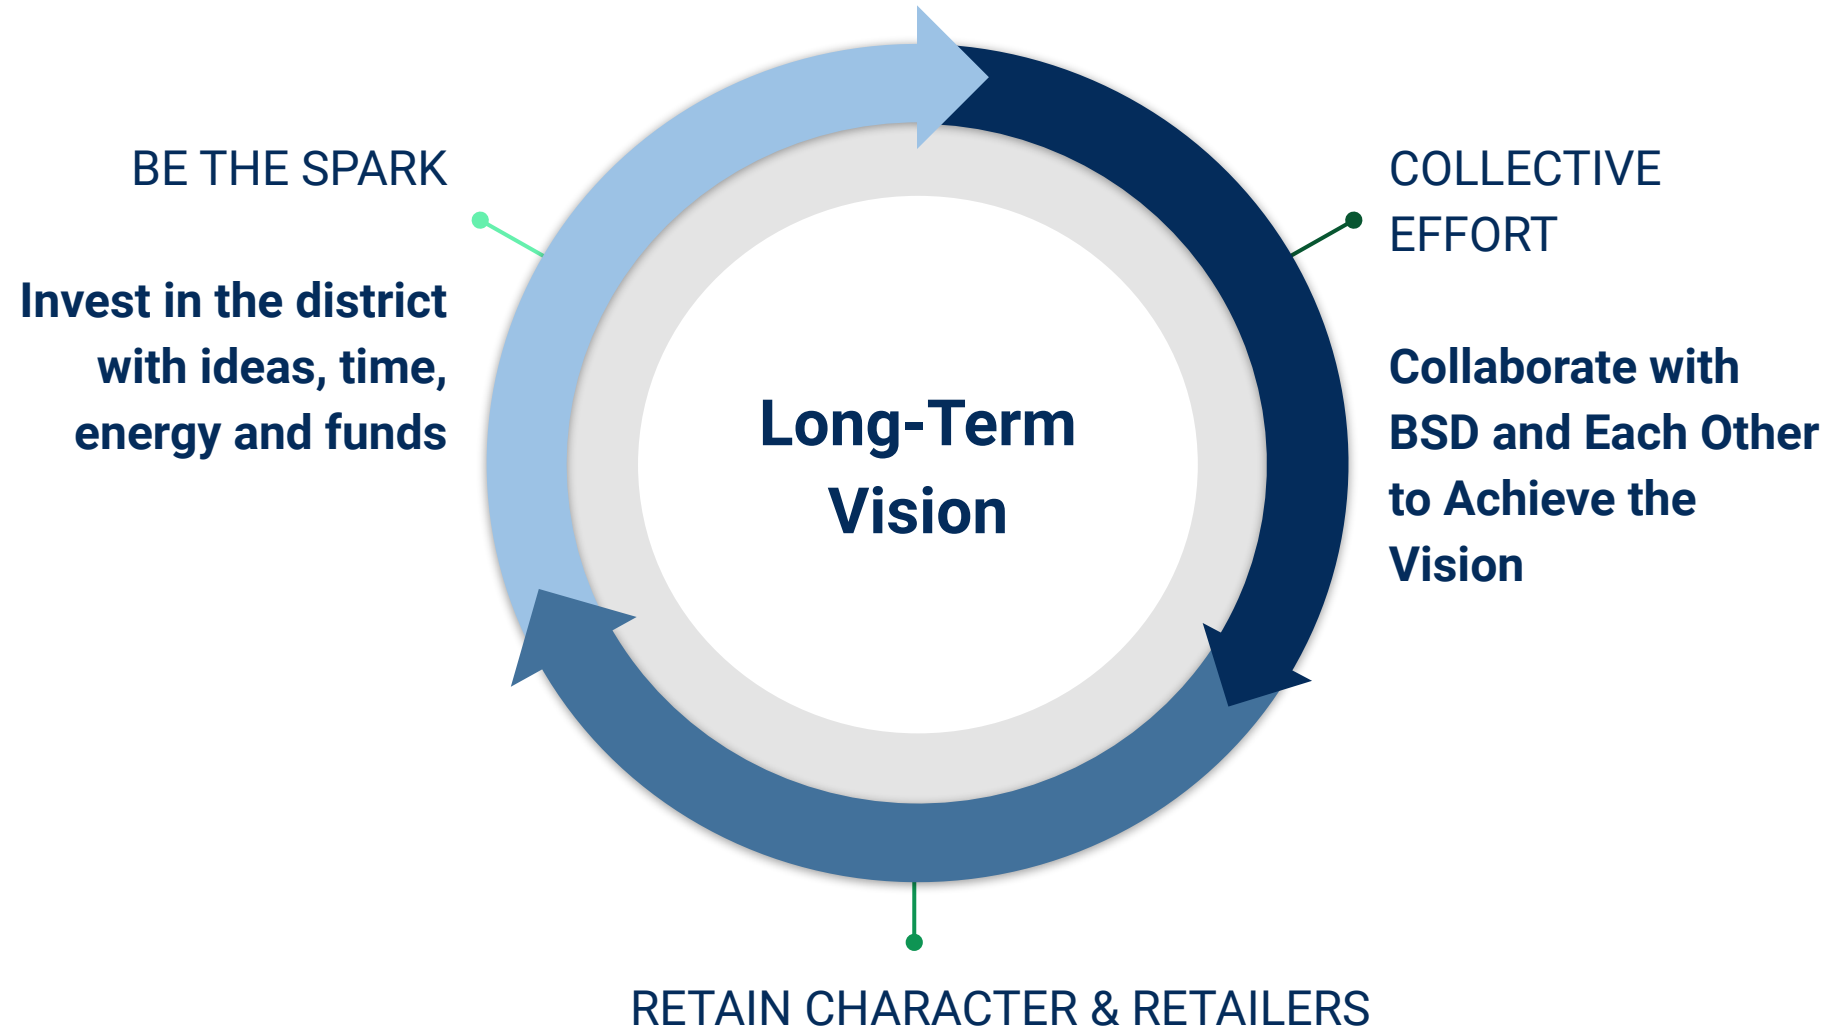 BE THE SPARK
Invest in the district
with ideas, time,
energy and funds
Long-Term
Vision
COLLECTIVE
EFFORT
Collaborate with
BSD and Each Other
to Achieve the
Vision
RETAIN CHARACTER & RETAILERS